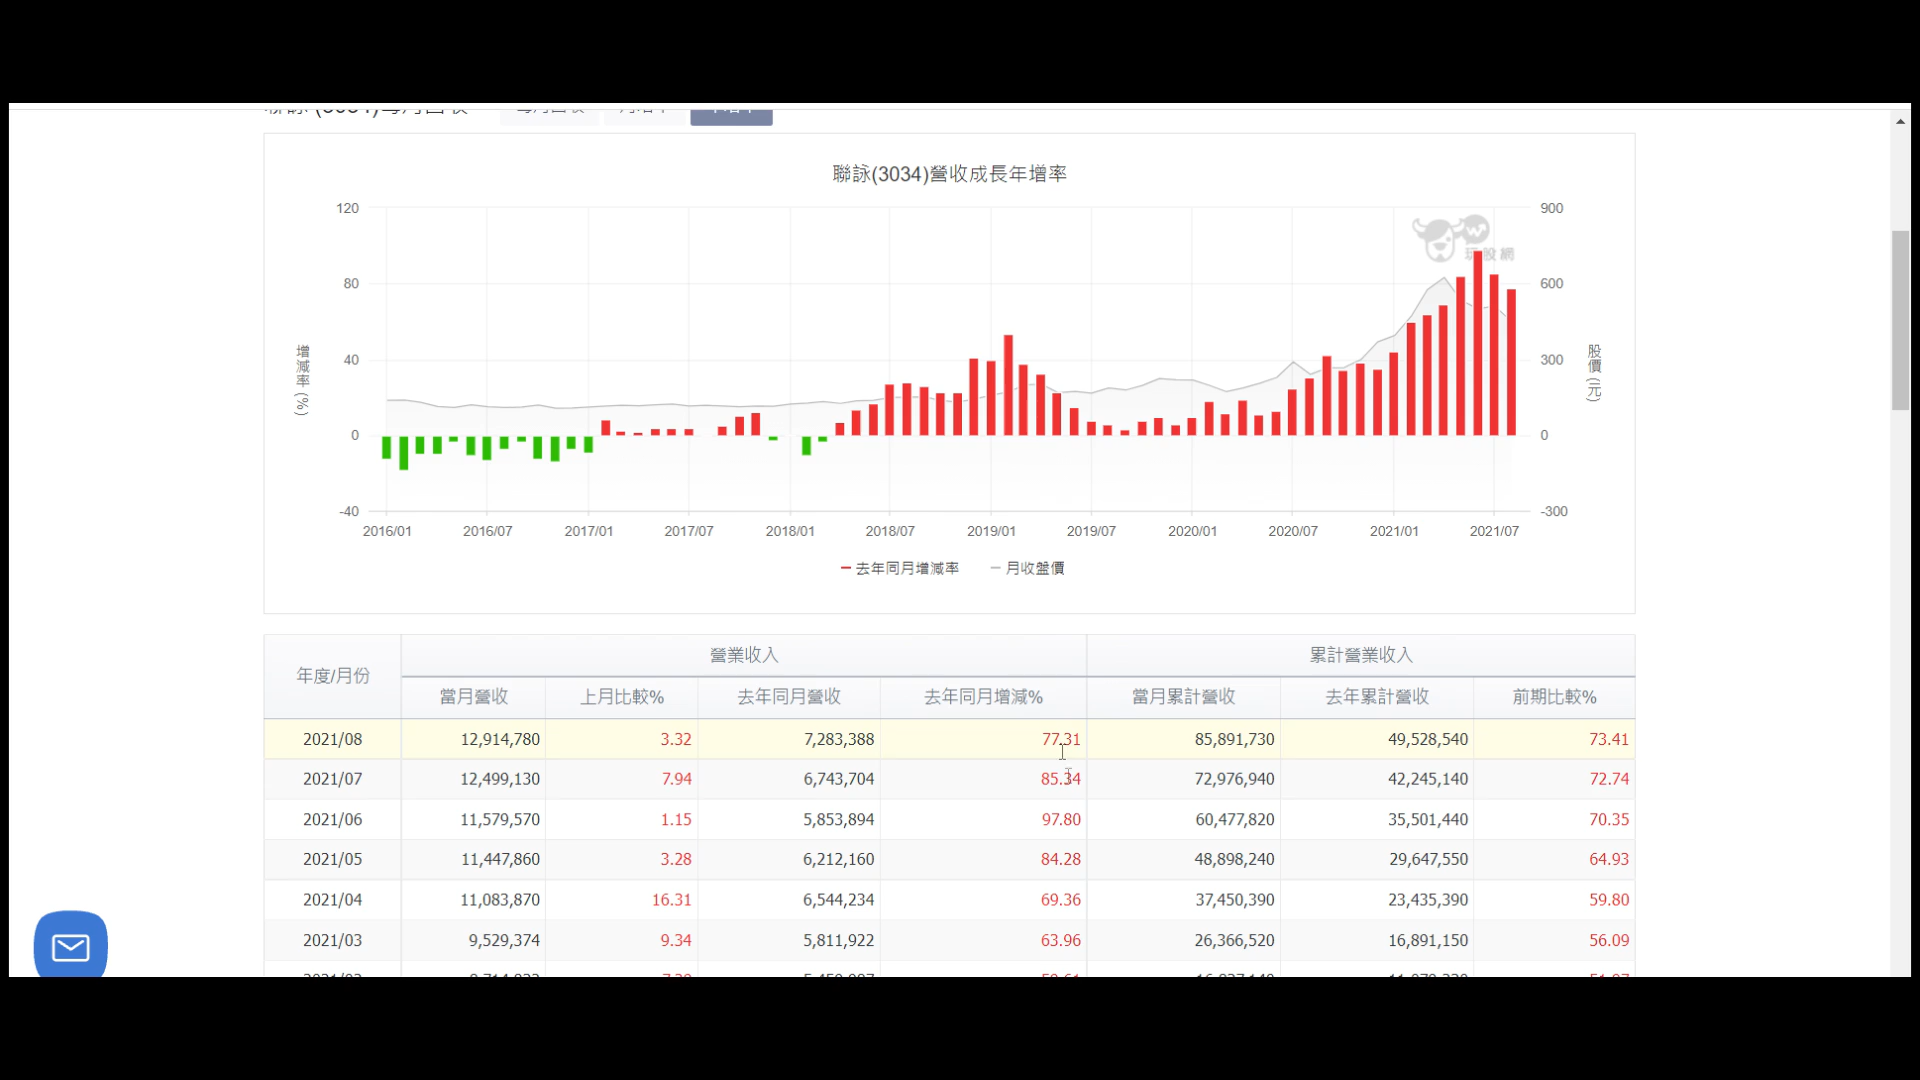 聯詠(3034)營收成長年增率
玩股網
120 900
80 600
40 300
0 0
-40 -300
增減率 (%)
股價 (元)
2016/01 2016/07 2017/01 2017/07 2018/01 2018/07 2019/01 2019/07 2020/01 2020/07 2021/01 2021/07
去年同月增減率 月收盤價
年度/月份 營業收入 累計營業收入
當月營收 上月比較% 去年同月營收 去年同月增減% 當月累計營收 去年累計營收 前期比較%
2021/08 12,914,780 3.32 7,283,388 77.31 85,891,730 49,528,540 73.41
2021/07 12,499,130 7.94 6,743,704 85.34 72,976,940 42,245,140 72.74
2021/06 11,579,570 1.15 5,853,894 97.80 60,477,820 35,501,440 70.35
2021/05 11,447,860 3.28 6,212,160 84.28 48,898,240 29,647,550 64.93
2021/04 11,083,870 16.31 6,544,234 69.36 37,450,390 23,435,390 59.80
2021/03 9,529,374 9.34 5,811,922 63.96 26,366,520 16,891,150 56.09